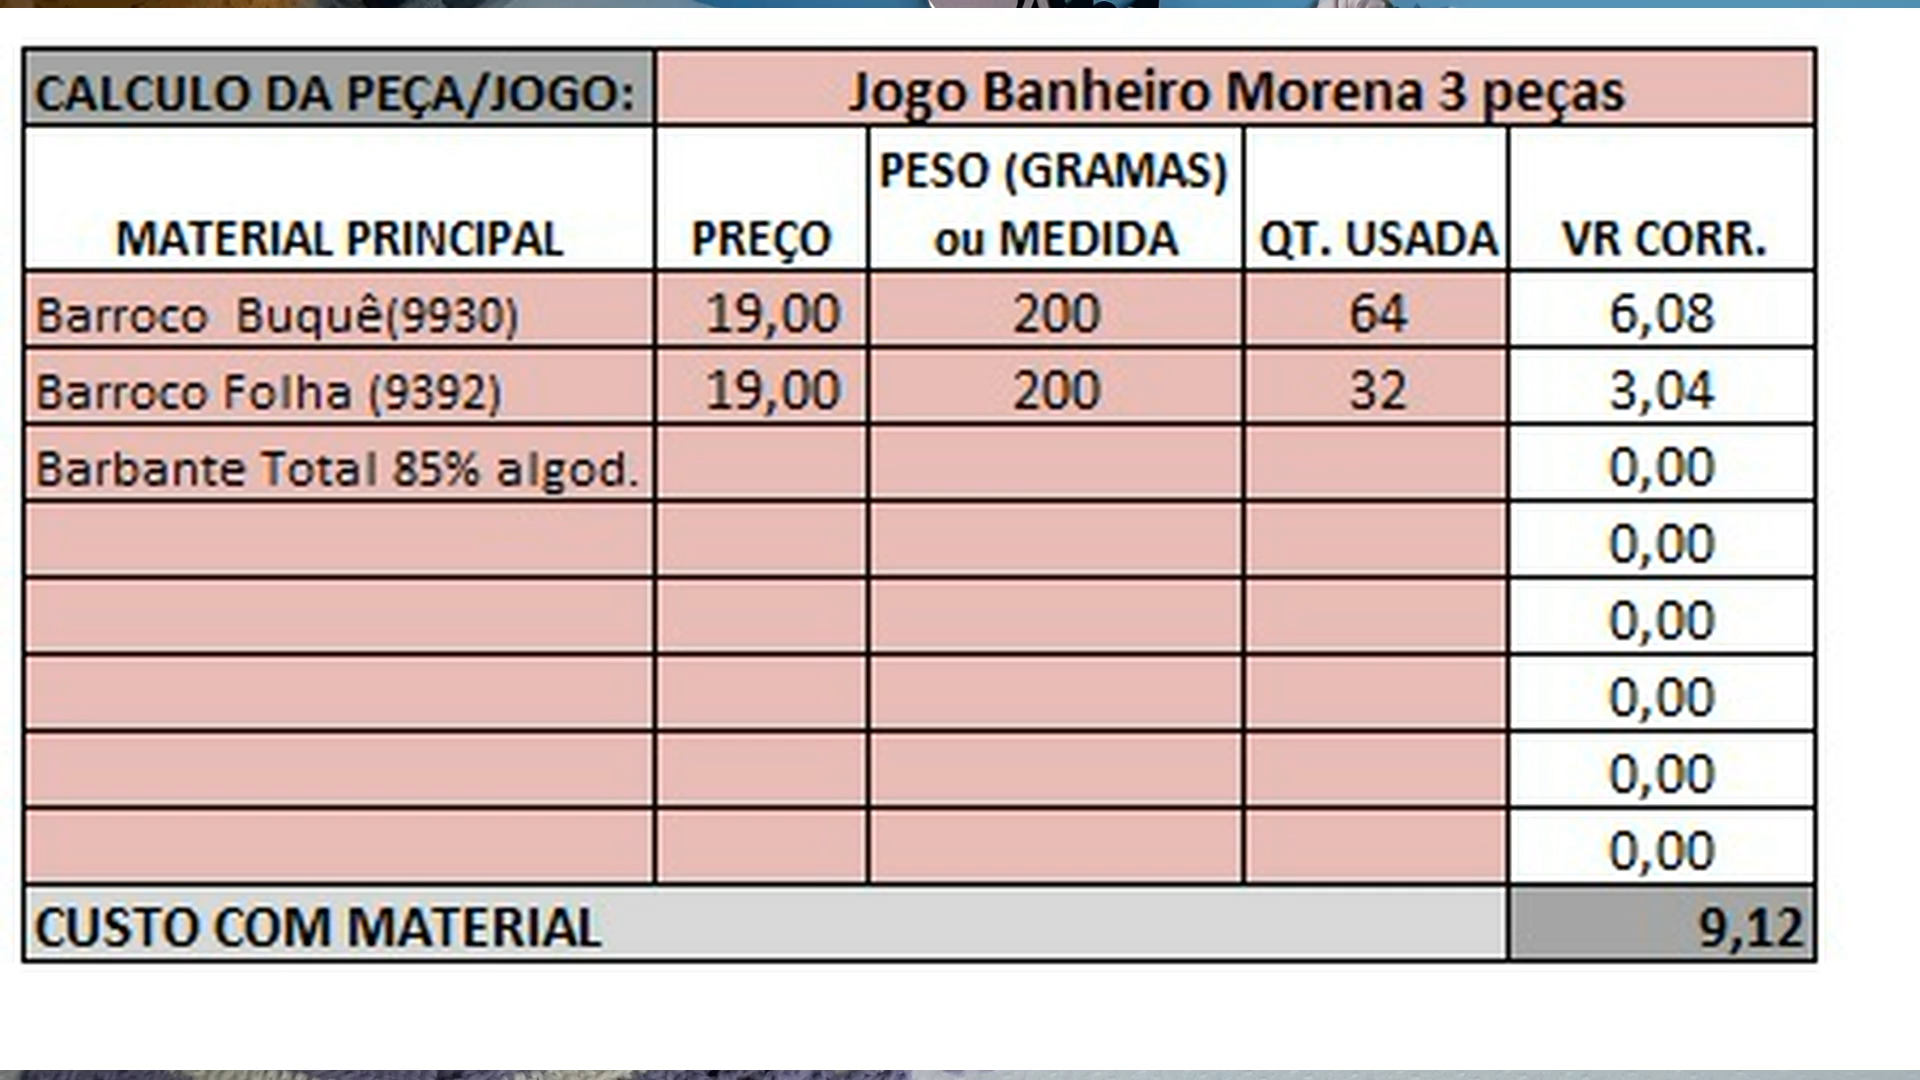 CALCULO DA PEÇA/JOGO: Jogo Banheiro Morena 3 peças
MATERIAL PRINCIPAL PREÇO PESO (GRAMAS) ou MEDIDA QT. USADA VR CORR.
Barroco Buquê(9930) 19,00 200 64 6,08
Barroco Folha (9392) 19,00 200 32 3,04
Barbante Total 85% algod. 0,00
0,00
0,00
0,00
0,00
0,00
CUSTO COM MATERIAL 9,12